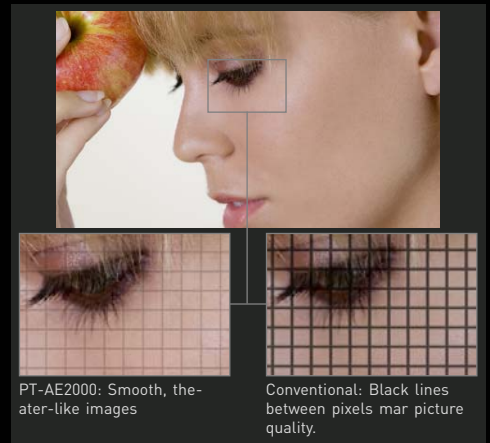 PT-AE2000: Smooth, the-
ater-like images
Conventional: Black lines
between pixels mar picture
quality.